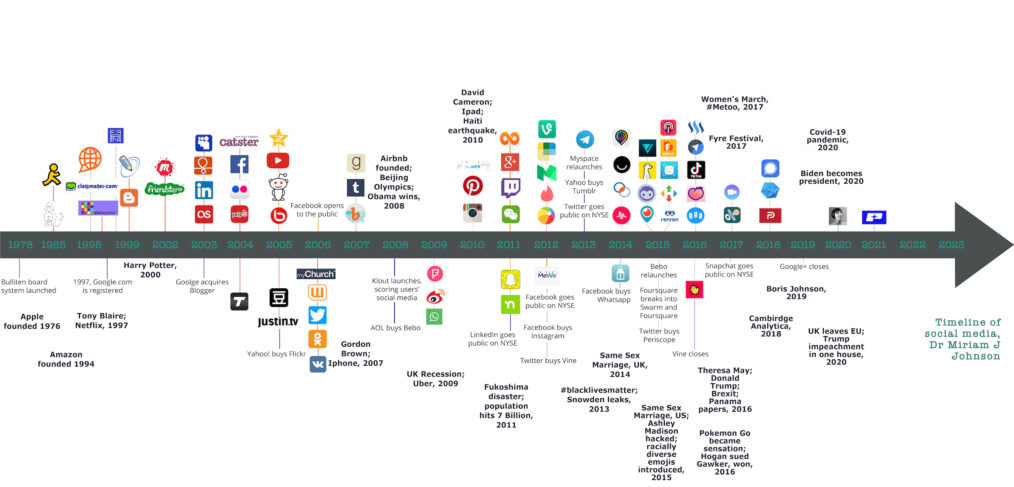 David
Cameron;
Ipad;
Haiti
earthquake,
2010
Women's March,
#Metoo, 2017
Fyre Festival,
2017
Covid-19
pandemic,
2020
Biden becomes
president, 2020
Airbnb
founded;
Beijing
Olympics;
Obama wins,
2008
Myspace
relaunches
Yahoo buys
Tumblr
Twitter goes
public on NYSE
Facebook opens
to the public
classmates.com
friendster
catster
yelp
renren
TikTok
1978
1985
1995
1999
2002
2003
2004
2005
2006
2007
2008
2009
2010
2011
2012
2013
2014
2015
2016
2017
2018
2019
2020
2021
2022
2023
Bulliten board
system launched
Apple
founded 1976
Amazon
founded 1994
1997, Google.com
is registered
Tony Blaire;
Netflix, 1997
Harry Potter,
2000
Goolge acquires
Blogger
JUSTIN.tv
Yahoo! buys Flickr
myChurch
Gordon
Brown;
Iphone, 2007
Klout launches,
scoring users'
social media
AOL buys Bebo
UK Recession;
Uber, 2009
LinkedIn goes
public on NYSE
Fukoshima
disaster;
population
hits 7 Billion,
2011
MeWe
Facebook goes
public on NYSE
Facebook buys
Instagram
Twitter buys Vine
#blacklivesmatter;
Snowden leaks,
2013
Facebook buys
Whatsapp
Same Sex
Marriage, UK,
2014
Bebo
relaunches
Foursquare
breaks into
Swarm and
Foursquare
Twitter buys
Periscope
Same Sex
Marriage, US;
Ashley
Madison
hacked;
racially
diverse
emojis
introduced,
2015
Vine closes
Theresa May;
Donald
Trump;
Brexit;
Panama
papers, 2016
Pokemon Go
became
sensation;
Hogan sued
Gawker, won,
2016
Snapchat goes
public on NYSE
Cambirdge
Analytica,
2018
Google+ closes
Boris Johnson,
2019
UK leaves EU;
Trump
impeachment
in one house,
2020
Timeline of
social media,
Dr Miriam J
Johnson